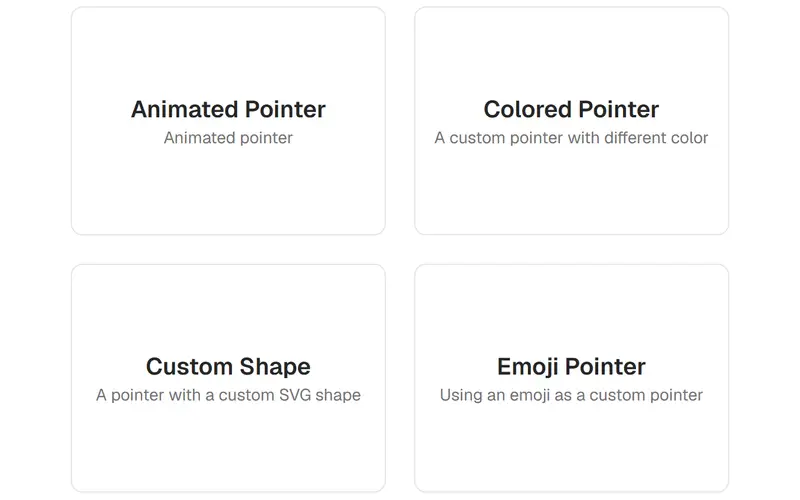 Animated Pointer
Animated pointer
Colored Pointer
A custom pointer with different color
Custom Shape
A pointer with a custom SVG shape
Emoji Pointer
Using an emoji as a custom pointer